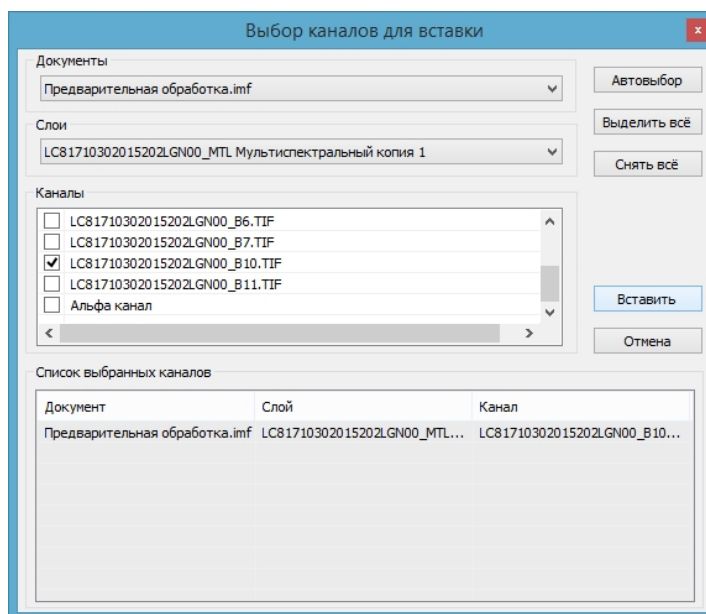 Выбор каналов для вставки
x
Документы
Предварительная обработка.imf
Автовыбор
Слои
Выделить всё
LC81710302015202LGN00_MTL Мультиспектральный копия 1
Снять всё
Каналы
LC81710302015202LGN00_B6.TIF
LC81710302015202LGN00_B7.TIF
LC81710302015202LGN00_B10.TIF
LC81710302015202LGN00_B11.TIF
Альфа канал
Вставить
Отмена
Список выбранных каналов
Документ Слой Канал
Предварительная обработка.imf LC81710302015202LGN00_MTL... LC81710302015202LGN00_B10...